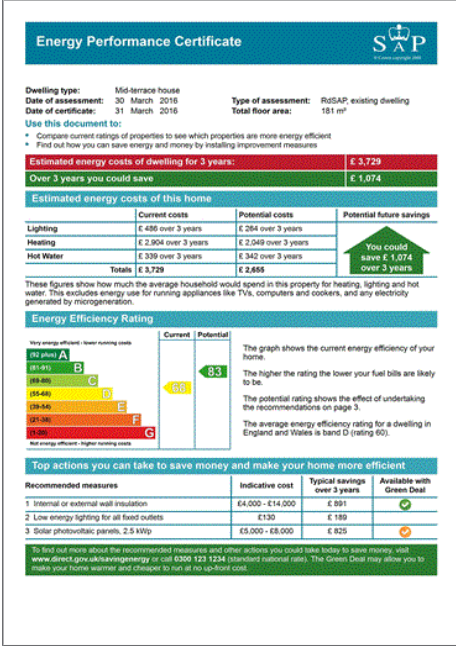 Energy Performance Certificate
SAP
Dwelling type: Mid-terrace house
Date of assessment: 30 March 2016 Type of assessment: RdSAP, existing dwelling
Date of certificate: 31 March 2016 Total floor area: 181 m²
Use this document to:
• Compare current ratings of properties to see which properties are more energy efficient
• Find out how you can save energy and money by installing improvement measures
Estimated energy costs of dwelling for 3 years: £ 3,729
Over 3 years you could save £ 1,074
Estimated energy costs of this home
Current costs Potential costs Potential future savings
Lighting £ 486 over 3 years £ 264 over 3 years
Heating £ 2,904 over 3 years £ 2,049 over 3 years
Hot Water £ 339 over 3 years £ 342 over 3 years
Totals £ 3,729 £ 2,655
You could
save £ 1,074
over 3 years
These figures show how much the average household would spend in this property for heating, lighting and hot
water. This excludes energy use for running appliances like TVs, computers and cookers, and any electricity
generated by microgeneration.
Energy Efficiency Rating
Current Potential
Very energy efficient - lower running costs
(92 plus) A
(81-91) B
(69-80) C
(55-68) D
(39-54) E
(21-38) F
(1-20) G
Not energy efficient - higher running costs
83
The graph shows the current energy efficiency of your
home.
The higher the rating the lower your fuel bills are likely
to be.
The potential rating shows the effect of undertaking
the recommendations on page 3.
The average energy efficiency rating for a dwelling in
England and Wales is band D (rating 60).
Top actions you can take to save money and make your home more efficient
Recommended measures Indicative cost Typical savings over 3 years Available with Green Deal
1 Internal or external wall insulation £4,000 - £14,000 £ 891
2 Low energy lighting for all fixed outlets £130 £ 189
3 Solar photovoltaic panels, 2.5 kWp £5,000 - £8,000 £ 825
To find out more about the recommended measures and other actions you could take today to save money, visit
www.direct.gov.uk/savingenergy or call 0300 123 1234 (standard national rate). The Green Deal may allow you to
make your home warmer and cheaper to run at no up-front cost.